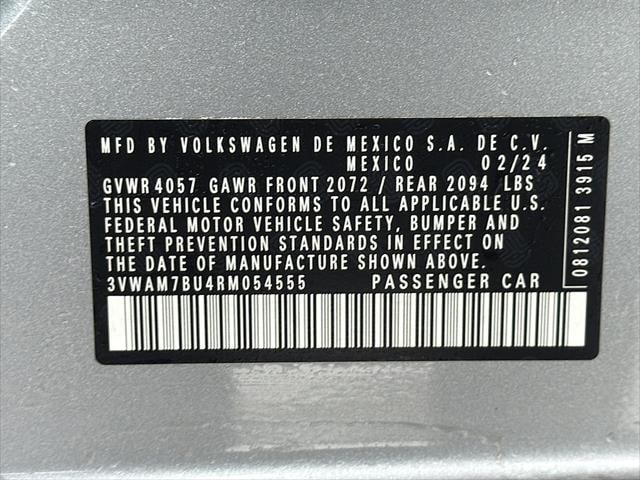 MFD BY VOLKSWAGEN DE MEXICO S.A. DE C.V.
MEXICO 02/24
GVWR 4057 GAWR FRONT 2072 / REAR 2094 LBS
THIS VEHICLE CONFORMS TO ALL APPLICABLE U.S.
FEDERAL MOTOR VEHICLE SAFETY, BUMPER AND
THEFT PREVENTION STANDARDS IN EFFECT ON
THE DATE OF MANUFACTURE SHOWN ABOVE.
3VWAM7BU4RM054555 PASSENGER CAR
0812081 3915 M